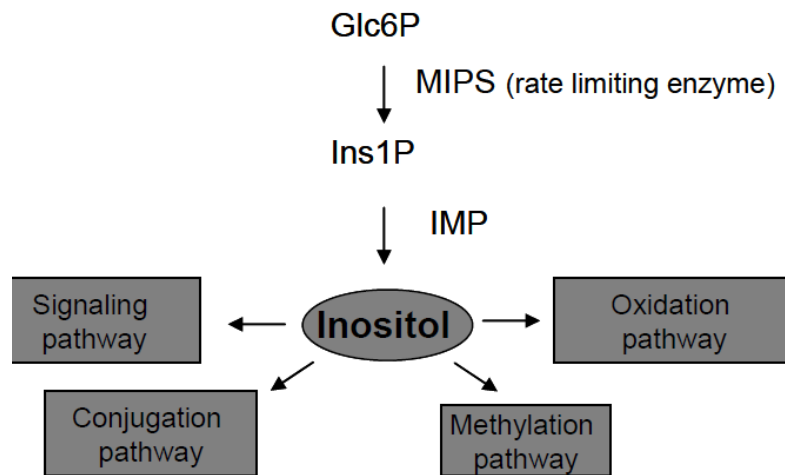 Glc6P
MIPS (rate limiting enzyme)
Ins1P
IMP
Signaling
pathway
Inositol
Oxidation
pathway
Conjugation
pathway
Methylation
pathway